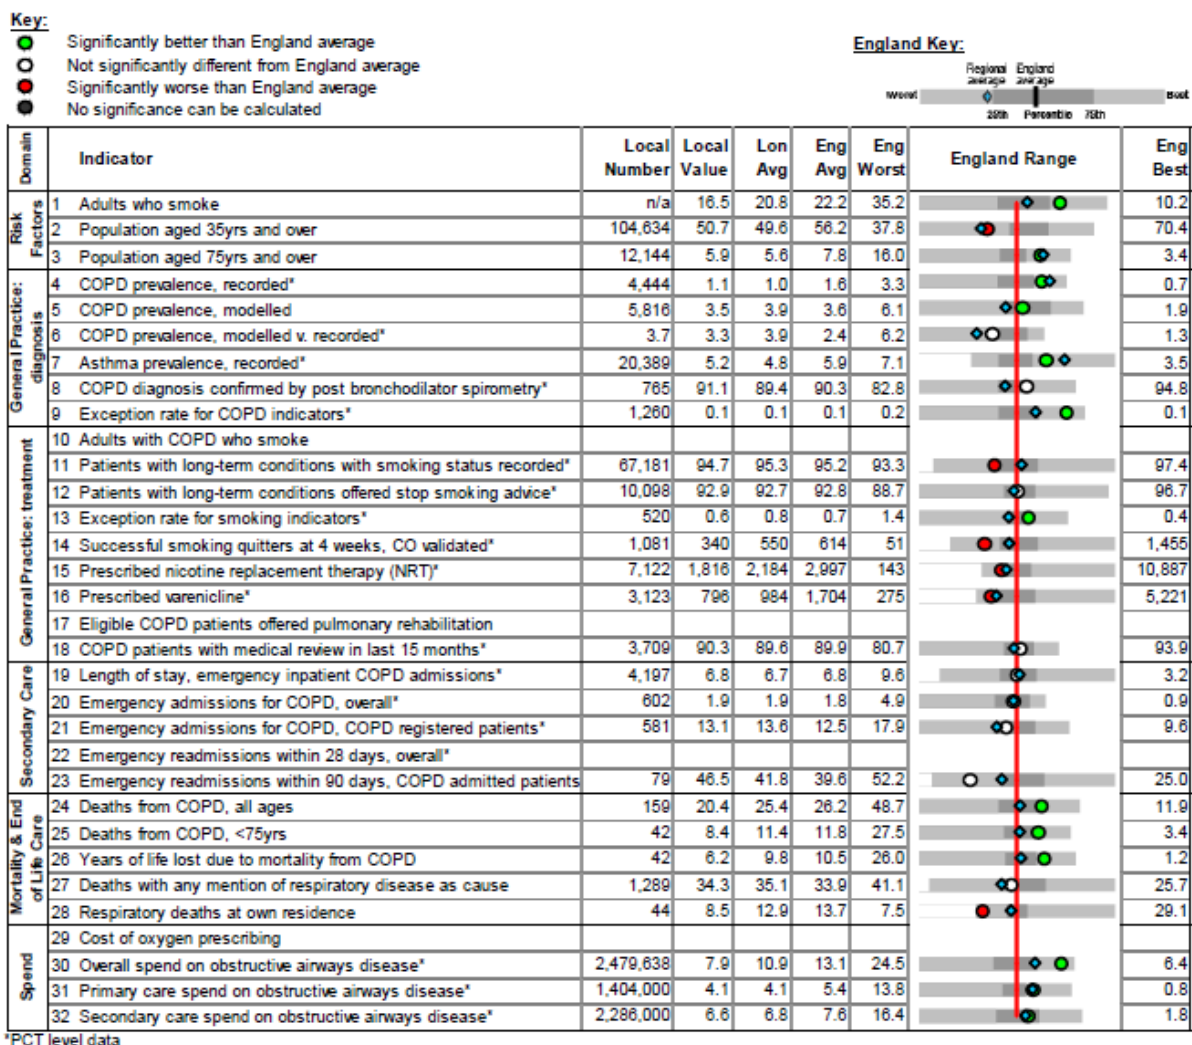 Key:
Significantly better than England average
Not significantly different from England average
Significantly worse than England average
No significance can be calculated
England Key:
Regional average England average
Worst Best
25th Percentile 75th
Domain Indicator Local Number Local Value Lon Avg Eng Avg Eng Worst England Range Eng Best
Risk Factors
1 Adults who smoke n/a 16.5 20.8 22.2 35.2 10.2
2 Population aged 35yrs and over 104,634 50.7 49.6 56.2 37.8 70.4
3 Population aged 75yrs and over 12,144 5.9 5.6 7.8 16.0 3.4
General Practice: diagnosis
4 COPD prevalence, recorded* 4,444 1.1 1.0 1.6 3.3 0.7
5 COPD prevalence, modelled 5,816 3.5 3.9 3.6 6.1 1.9
6 COPD prevalence, modelled v. recorded* 3.7 3.3 3.9 2.4 6.2 1.3
7 Asthma prevalence, recorded* 20,389 5.2 4.8 5.9 7.1 3.5
8 COPD diagnosis confirmed by post bronchodilator spirometry* 765 91.1 89.4 90.3 82.8 94.8
9 Exception rate for COPD indicators* 1,260 0.1 0.1 0.1 0.2 0.1
General Practice: treatment
10 Adults with COPD who smoke
11 Patients with long-term conditions with smoking status recorded* 67,181 94.7 95.3 95.2 93.3 97.4
12 Patients with long-term conditions offered stop smoking advice* 10,098 92.9 92.7 92.8 88.7 96.7
13 Exception rate for smoking indicators* 520 0.6 0.8 0.7 1.4 0.4
14 Successful smoking quitters at 4 weeks, CO validated* 1,081 340 550 614 51 1,455
15 Prescribed nicotine replacement therapy (NRT)* 7,122 1,816 2,184 2,997 143 10,887
16 Prescribed varenicline* 3,123 796 984 1,704 275 5,221
17 Eligible COPD patients offered pulmonary rehabilitation
18 COPD patients with medical review in last 15 months* 3,709 90.3 89.6 89.9 80.7 93.9
Secondary Care
19 Length of stay, emergency inpatient COPD admissions* 4,197 6.8 6.7 6.8 9.6 3.2
20 Emergency admissions for COPD, overall* 602 1.9 1.9 1.8 4.9 0.9
21 Emergency admissions for COPD, COPD registered patients* 581 13.1 13.6 12.5 17.9 9.6
22 Emergency readmissions within 28 days, overall*
23 Emergency readmissions within 90 days, COPD admitted patients 79 46.5 41.8 39.6 52.2 25.0
Mortality & End of Life Care
24 Deaths from COPD, all ages 159 20.4 25.4 26.2 48.7 11.9
25 Deaths from COPD, <75yrs 42 8.4 11.4 11.8 27.5 3.4
26 Years of life lost due to mortality from COPD 42 6.2 9.8 10.5 26.0 1.2
27 Deaths with any mention of respiratory disease as cause 1,289 34.3 35.1 33.9 41.1 25.7
28 Respiratory deaths at own residence 44 8.5 12.9 13.7 7.5 29.1
Spend
29 Cost of oxygen prescribing
30 Overall spend on obstructive airways disease* 2,479,638 7.9 10.9 13.1 24.5 6.4
31 Primary care spend on obstructive airways disease* 1,404,000 4.1 4.1 5.4 13.8 0.8
32 Secondary care spend on obstructive airways disease* 2,286,000 6.6 6.8 7.6 16.4 1.8
*PCT level data